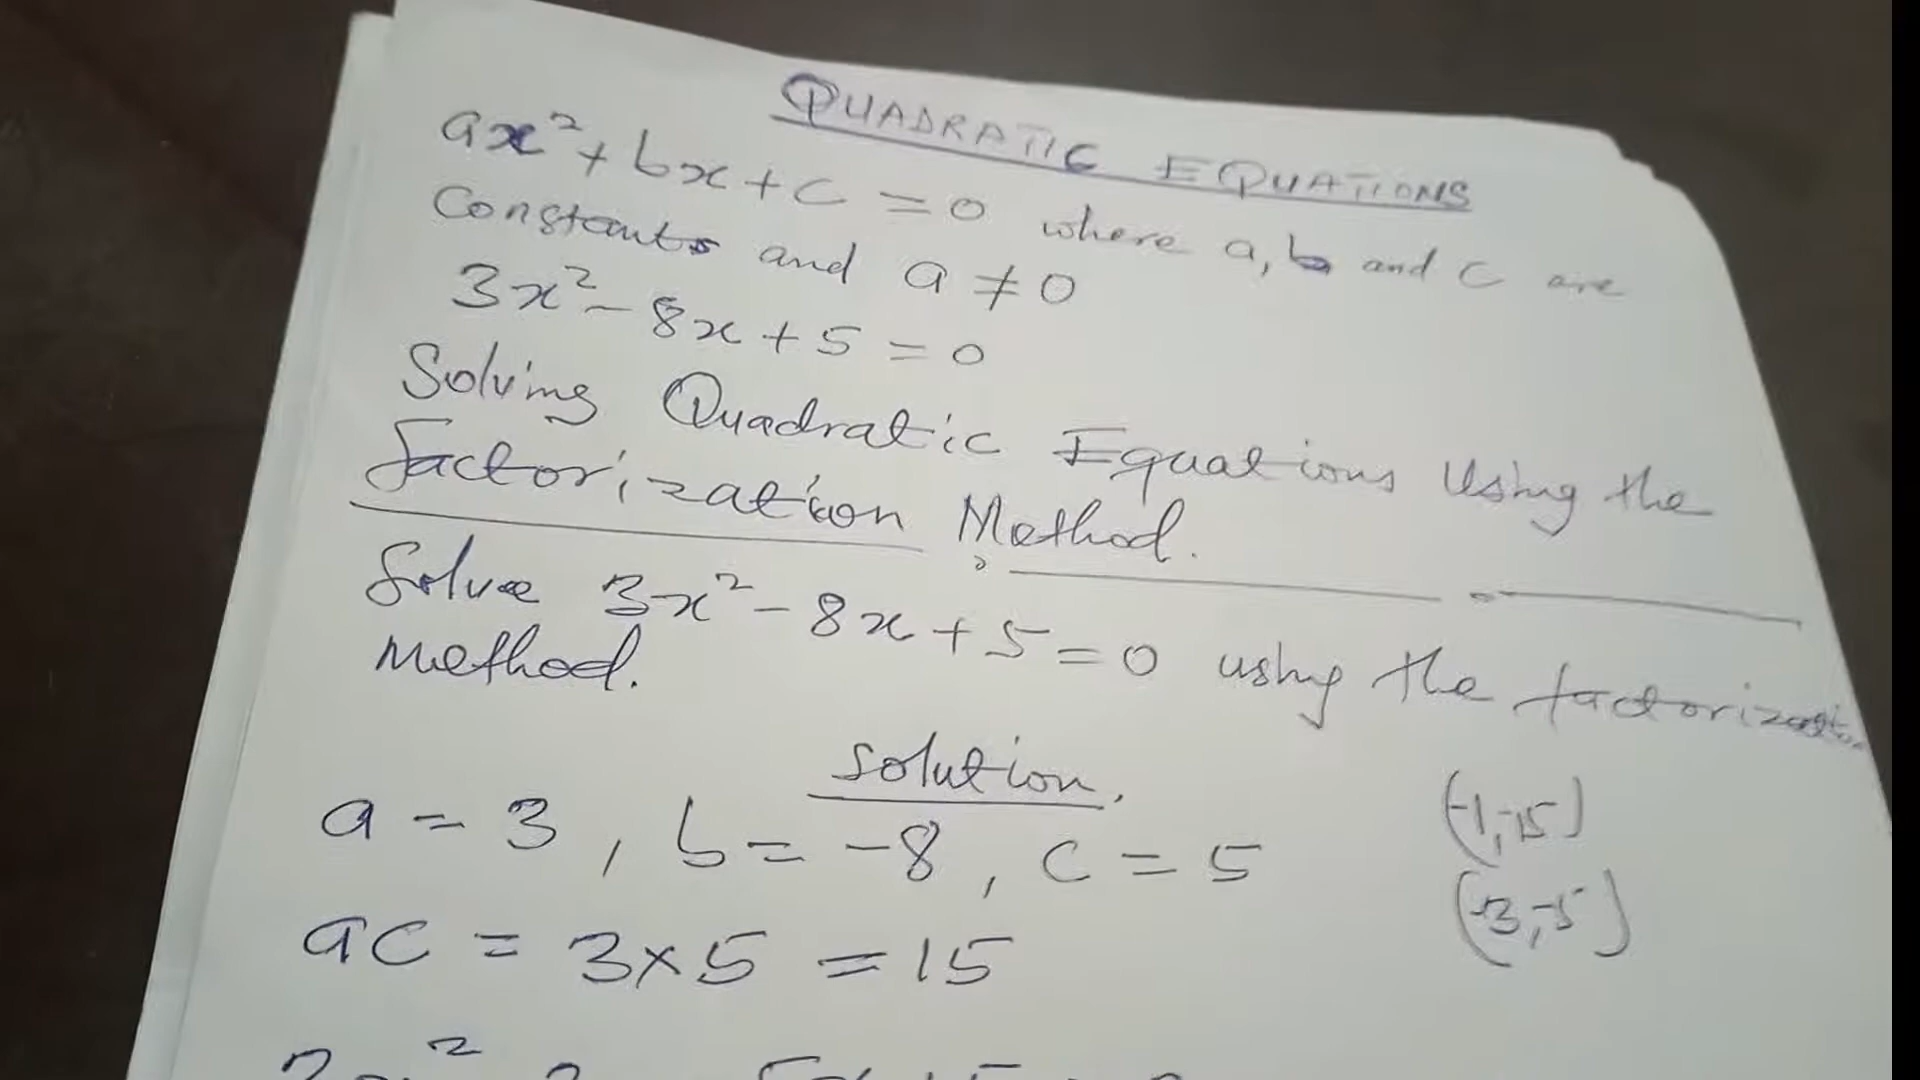 QUADRATIC EQUATIONS
ax² + bx + c = 0 where a, b and c are
Constants and a ≠ 0
3x² - 8x + 5 = 0
Solving Quadratic Equations Using the
Factorization Method.
Solve 3x² - 8x + 5 = 0 using the factorization
method.
solution.
a = 3, b = -8, c = 5
(-1,-15)
(-3,-5)
ac = 3×5 = 15